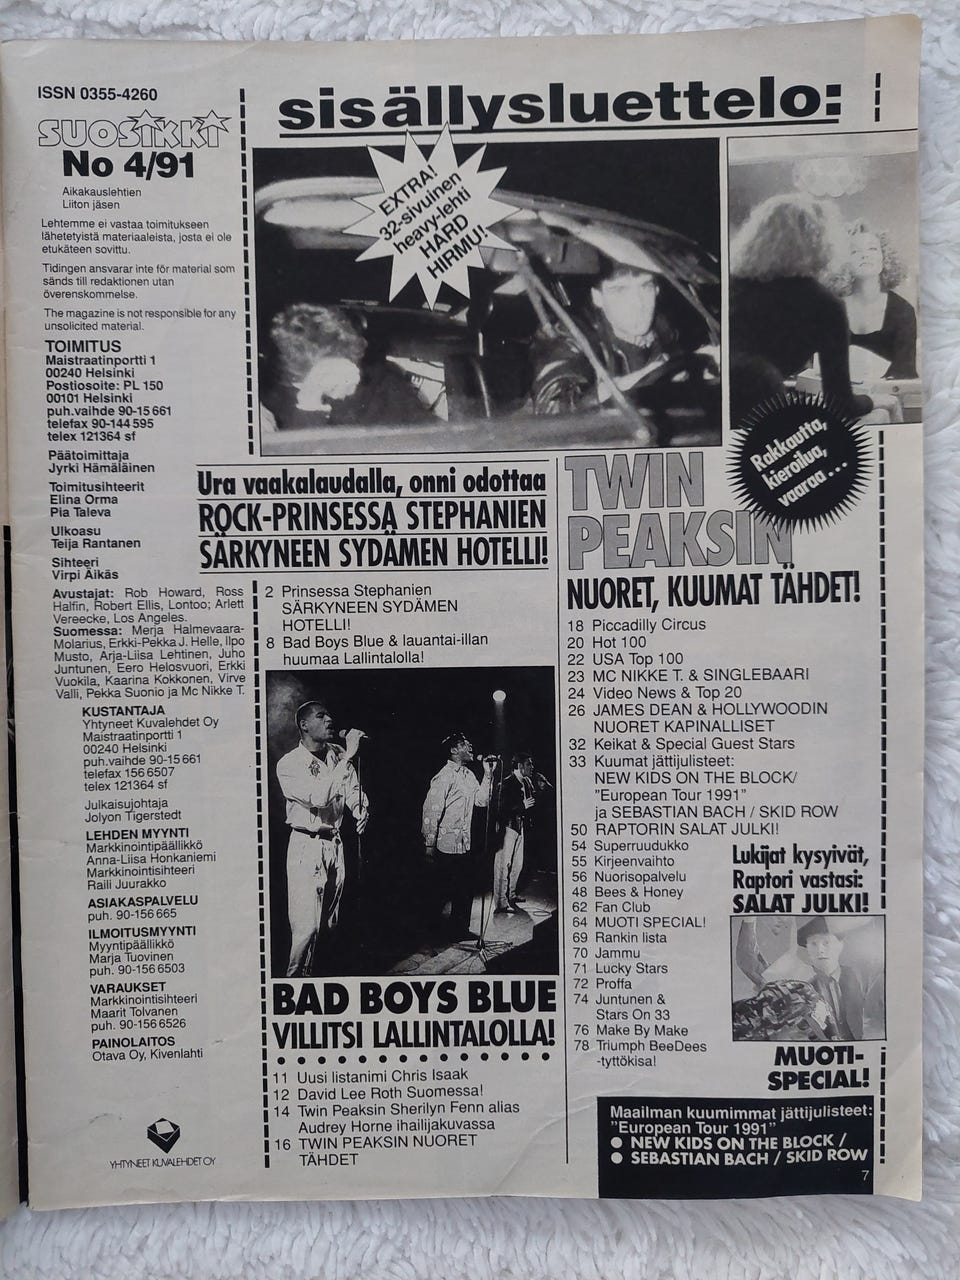 ISSN 0355-4260
SUOSIKKI
No 4/91
Aikakauslehtien
Liiton jäsen
Lehtemme ei vastaa toimitukseen
lähetetyistä materiaaleista, josta ei ole
etukäteen sovittu.
Tidingen ansvarar inte för material som
sänds till redaktionen utan
överenskommelse.
The magazine is not responsible for any
unsolicited material.
TOIMITUS
Maistraatinportti 1
00240 Helsinki
Postiosoite: PL 150
00101 Helsinki
puh.vaihde 90-15 661
telefax 90-144 595
telex 121364 sf
Päätoimittaja
Jyrki Hämäläinen
Toimitusihteerit
Elina Orma
Pia Taleva
Ulkoasu
Teija Rantanen
Sihteeri
Virpi Äikäs
Avustajat: Rob Howard, Ross
Halfin, Robert Ellis, Lontoo; Arlett
Vereecke, Los Angeles.
Suomessa: Merja Halmevaara-
Molarius, Erkki-Pekka J. Helle, Ilpo
Musto, Arja-Liisa Lehtinen, Juho
Juntunen, Eero Helosvuori, Erkki
Vuokila, Kaarina Kokkonen, Virve
Valli, Pekka Suonio ja Mc Nikke T.
KUSTANTAJA
Yhtyneet Kuvalehdet Oy
Maistraatinportti 1
00240 Helsinki
puh.vaihde 90-15 661
telefax 156 6507
telex 121364 sf
Julkaisujohtaja
Jolyon Tigerstedt
LEHDEN MYYNTI
Markkinointipäällikkö
Anna-Liisa Honkaniemi
Markkinointisihteeri
Raili Juurakko
ASIAKASPALVELU
puh. 90-156 665
ILMOITUSMYYNTI
Myyntipäällikkö
Marja Tuovinen
puh. 90-156 6503
VARAUKSET
Markkinointisihteeri
Maarit Tolvanen
puh. 90-156 6526
PAINOLAITOS
Otava Oy, Kivenlahti
YHTYNEET KUVALEHDET OY
sisällysluettelo:
EXTRA!
32-sivuinen
heavy-lehti
HARD
HIRMU!
Rakkautta,
kieroilua,
vaaraa...
Ura vaakalaudalla, onni odottaa
ROCK-PRINSESSA STEPHANIEN
SÄRKYNEEN SYDÄMEN HOTELLI!
2 Prinsessa Stephanien
SÄRKYNEEN SYDÄMEN
HOTELLI!
8 Bad Boys Blue & lauantai-illan
huumaa Lallintalolla!
BAD BOYS BLUE
VILLITSI LALLINTALOLLA!
11 Uusi listanimi Chris Isaak
12 David Lee Roth Suomessa!
14 Twin Peaksin Sherilyn Fenn alias
Audrey Horne ihailijakuvassa
16 TWIN PEAKSIN NUORET
TÄHDET
TWIN
PEAKSIN
NUORET, KUUMAT TÄHDET!
18 Piccadilly Circus
20 Hot 100
22 USA Top 100
23 MC NIKKE T. & SINGLEBAARI
24 Video News & Top 20
26 JAMES DEAN & HOLLYWOODIN
NUORET KAPINALLISET
32 Keikat & Special Guest Stars
33 Kuumat jättijulisteet:
NEW KIDS ON THE BLOCK/
"European Tour 1991"
ja SEBASTIAN BACH / SKID ROW
50 RAPTORIN SALAT JULKI!
54 Superruudukko
55 Kirjeenvaihto
56 Nuorisopalvelu
48 Bees & Honey
62 Fan Club
64 MUOTI SPECIAL!
69 Rankin lista
70 Jammu
71 Lucky Stars
72 Proffa
74 Juntunen &
Stars On 33
76 Make By Make
78 Triumph BeeDees
-tyttökisa!
Lukijat kysyivät,
Raptori vastasi:
SALAT JULKI!
MUOTI-
SPECIAL!
Maailman kuumimmat jättijulisteet:
"European Tour 1991"
● NEW KIDS ON THE BLOCK /
● SEBASTIAN BACH / SKID ROW
7